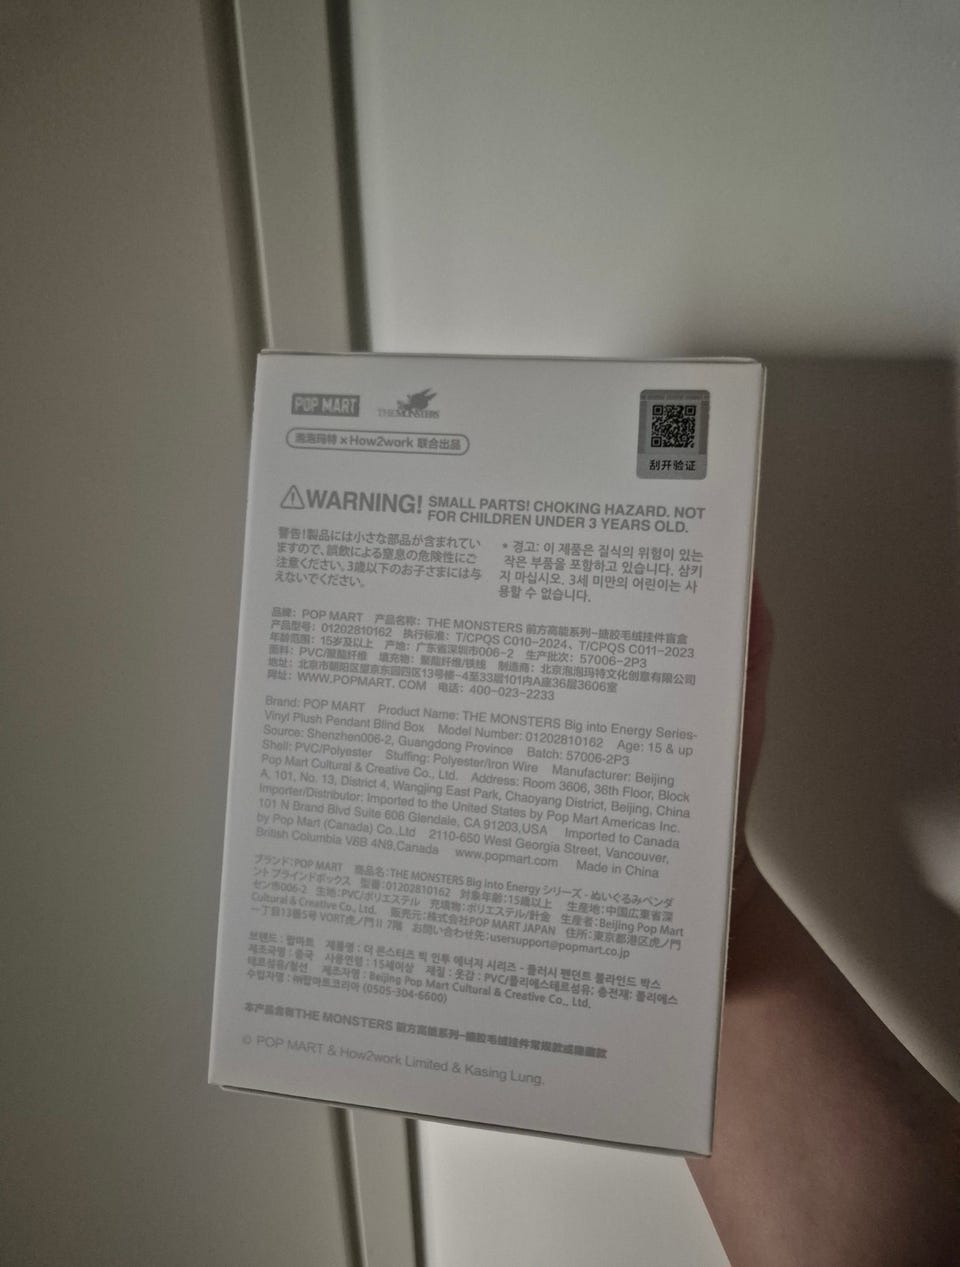 POP MART
THE MONSTERS
泡泡玛特 x How2work 联合出品
刮开验证
WARNING! SMALL PARTS! CHOKING HAZARD. NOT
FOR CHILDREN UNDER 3 YEARS OLD.
警告!製品には小さな部品が含まれてい
ますので、誤飲による窒息の危険性にご
注意ください。3歳以下のお子さまには与
えないでください。
* 경고: 이 제품은 질식의 위험이 있는
작은 부품을 포함하고 있습니다. 삼키
지 마십시오. 3세 미만의 어린이는 사
용할 수 없습니다.
品牌: POP MART 产品名称: THE MONSTERS 前方高能系列-搪胶毛绒挂件盲盒
产品型号: 01202810162 执行标准: T/CPQS C010-2024、T/CPQS C011-2023
年龄范围: 15岁及以上 产地: 广东省深圳市006-2 生产批次: 57006-2P3
面料: PVC/聚酯纤维 填充物: 聚酯纤维/铁线 制造商: 北京泡泡玛特文化创意有限公司
地址: 北京市朝阳区望京东园四区13号楼-4至33层101内A座36层3606室
网址: WWW.POPMART. COM 电话: 400-023-2233
Brand: POP MART Product Name: THE MONSTERS Big into Energy Series-
Vinyl Plush Pendant Blind Box Model Number: 01202810162 Age: 15 & up
Source: Shenzhen006-2, Guangdong Province Batch: 57006-2P3
Shell: PVC/Polyester Stuffing: Polyester/Iron Wire Manufacturer: Beijing
Pop Mart Cultural & Creative Co., Ltd. Address: Room 3606, 36th Floor, Block
A, 101, No. 13, District 4, Wangjing East Park, Chaoyang District, Beijing, China
Importer/Distributor: Imported to the United States by Pop Mart Americas Inc.
101 N Brand Blvd Suite 606 Glendale, CA 91203,USA Imported to Canada
by Pop Mart (Canada) Co.,Ltd 2110-650 West Georgia Street, Vancouver,
British Columbia V6B 4N9,Canada www.popmart.com Made in China
ブランド:POP MART 商品名:THE MONSTERS Big into Energy シリーズ - ぬいぐるみペンダ
ント ブラインドボックス 型番:01202810162 対象年齢:15歳以上 生産地:中国広東省深
セン市006-2 生地:PVC/ポリエステル 充填物:ポリエステル/針金 生産者:Beijing Pop Mart
Cultural & Creative Co., Ltd. 販売元:株式会社POP MART JAPAN 住所:東京都港区虎ノ門
一丁目13番5号 VORT虎ノ門II 7階 お問い合わせ先:usersupport@popmart.co.jp
브랜드 : 팝마트 제품명 : 더 몬스터즈 빅 인투 에너지 시리즈 - 플러시 팬던트 블라인드 박스
제조국명 : 중국 사용연령 : 15세이상 재질 : 옷감 : PVC/폴리에스테르섬유; 충전재: 폴리에스
테르섬유/철선 제조자명 : Beijing Pop Mart Cultural & Creative Co., Ltd.
수입자명 : ㈜팝마트코리아 (0505-304-6600)
本产品含有THE MONSTERS 前方高能系列-搪胶毛绒挂件常规款或隐藏款
© POP MART & How2work Limited & Kasing Lung.